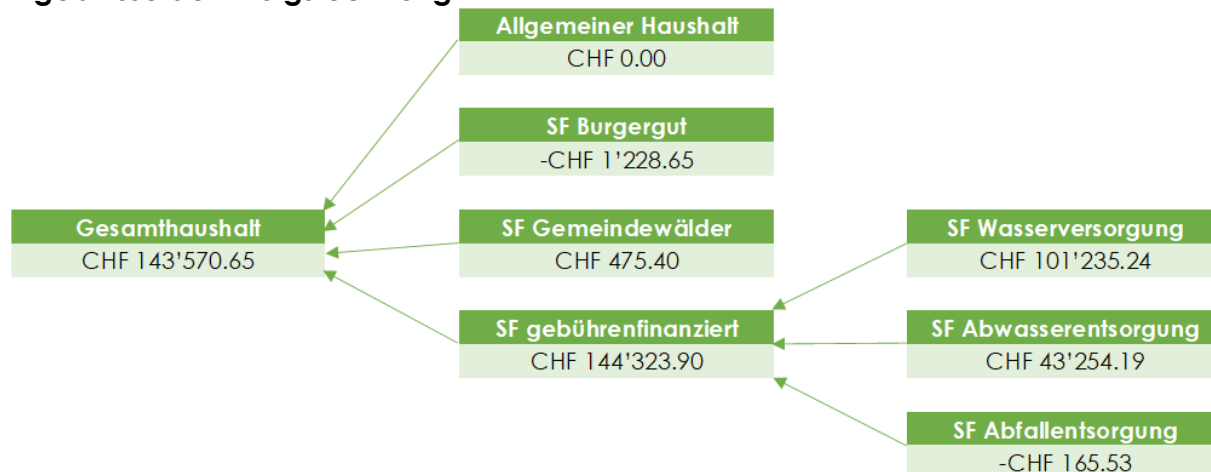 Allgemeiner Haushalt
CHF 0.00
SF Burgergut
-CHF 1'228.65
Gesamthaushalt
CHF 143'570.65
SF Gemeindewälder
CHF 475.40
SF Wasserversorgung
CHF 101'235.24
SF gebührenfinanziert
CHF 144'323.90
SF Abwasserentsorgung
CHF 43'254.19
SF Abfallentsorgung
-CHF 165.53